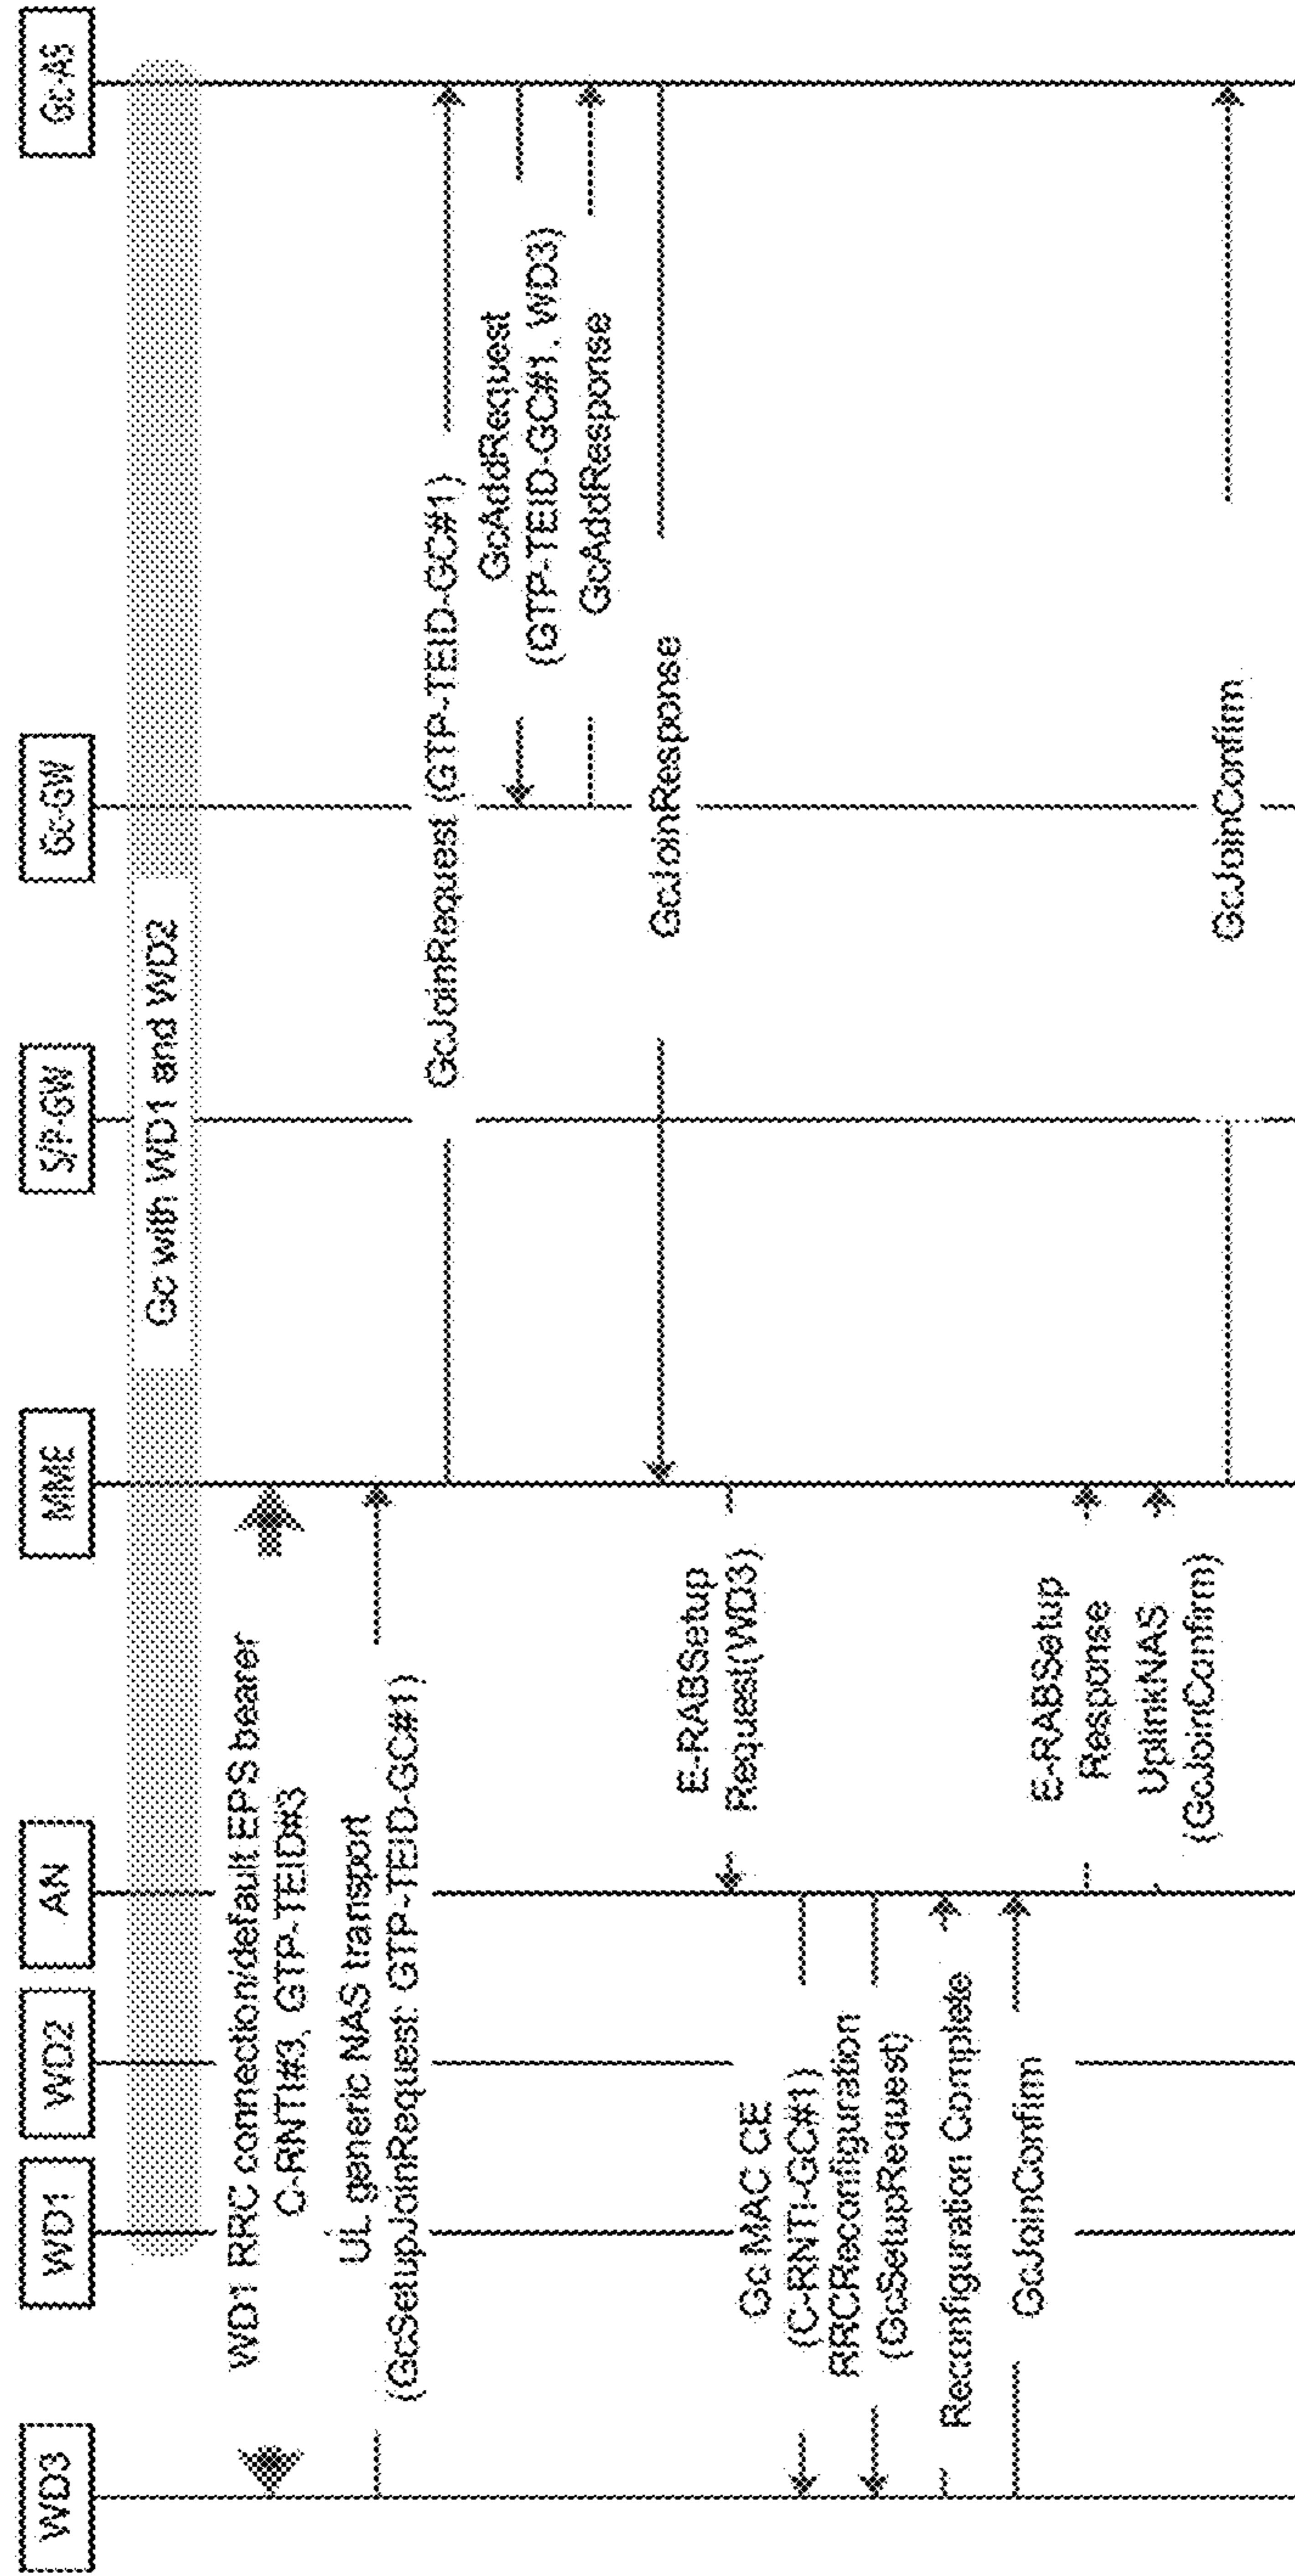 WD3
WD1
WD2
AN
MME
S/P-GW
Gc-GW
Gc-AS
Gc with WD1 and WD2
WD1 RRC connection/default EPS bearer
C-RNTI#3, GTP-TEID#3
UL generic NAS transport
(GcSetupJoinRequest: GTP-TEID-GC#1)
GcJoinRequest (GTP-TEID-GC#1)
GcAddRequest
(GTP-TEID-GC#1, WD3)
GcAddResponse
GcJoinResponse
E-RABSetup
Request(WD3)
Gc MAC CE
(C-RNTI-GC#1)
RRCReconfiguration
(GcSetupRequest)
Reconfiguration Complete
GcJoinConfirm
E-RABSetup
Response
UplinkNAS
(GcJoinConfirm)
GcJoinConfirm